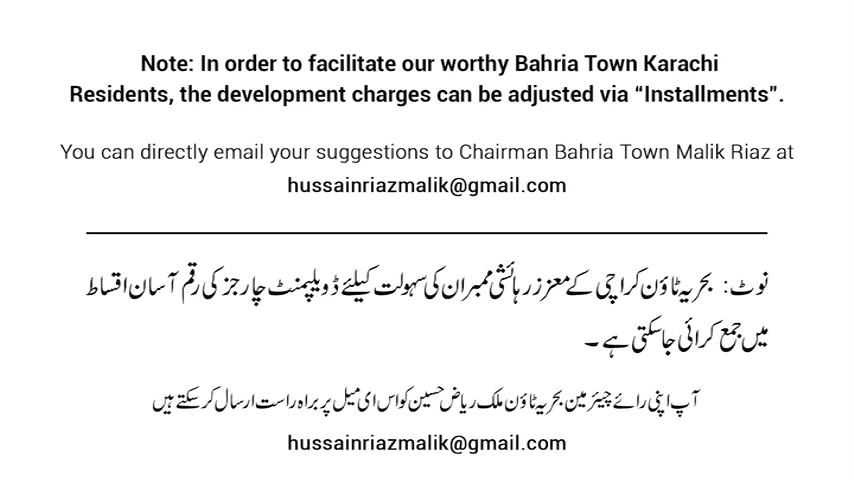 Note: In order to facilitate our worthy Bahria Town Karachi
Residents, the development charges can be adjusted via “Installments”.
You can directly email your suggestions to Chairman Bahria Town Malik Riaz at
hussainriazmalik@gmail.com
نوٹ: بحریہ ٹاؤن کراچی کے معزز رہائشی ممبران کی سہولت کیلئے ڈویلپمنٹ چارجز کی رقم آسان اقساط
میں جمع کرائی جاسکتی ہے ۔
آپ اپنی رائے چیئرمین بحریہ ٹاؤن ملک ریاض حسین کو اس ای میل پر براہ راست ارسال کر سکتے ہیں
hussainriazmalik@gmail.com